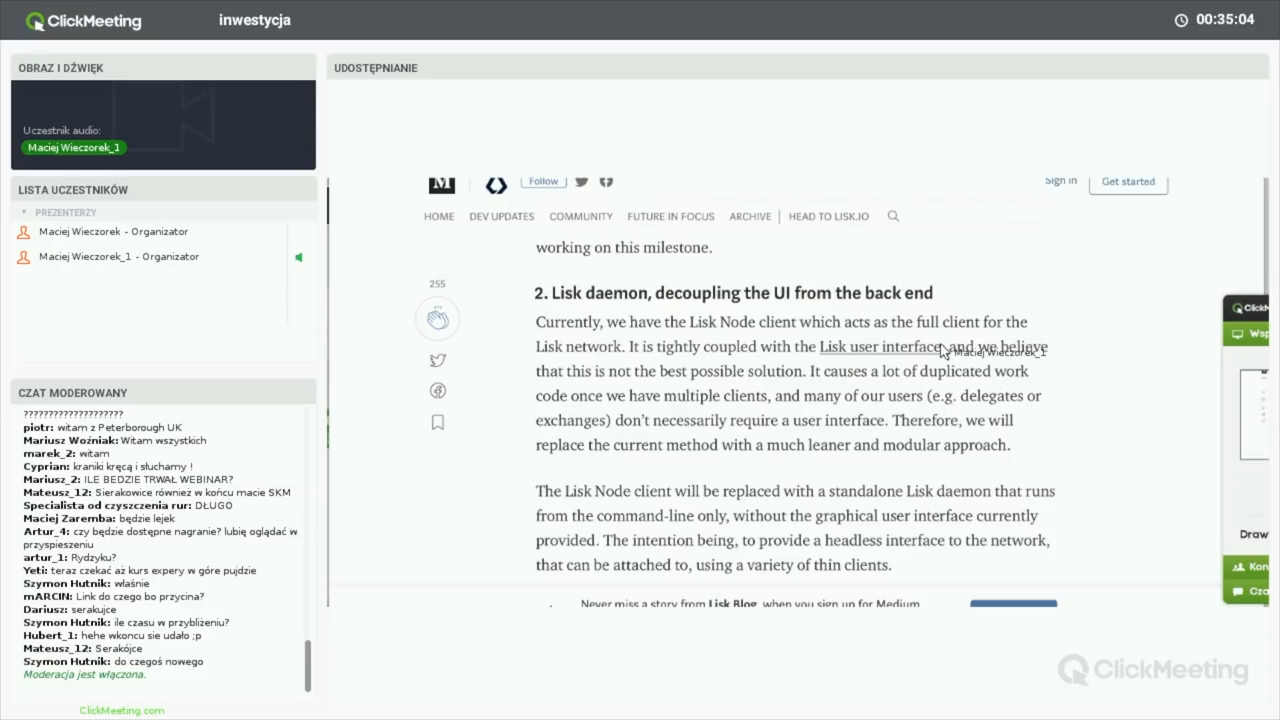 ClickMeeting
inwestycja
00:35:04
OBRAZ I DŹWIĘK
Uczestnik audio:
Maciej Wieczorek_1
LISTA UCZESTNIKÓW
PREZENTERZY
Maciej Wieczorek - Organizator
Maciej Wieczorek_1 - Organizator
CZAT MODEROWANY
????????????????????
piotr: witam z Peterborough UK
Mariusz Woźniak: Witam wszystkich
marek_2: witam
Cyprian: kraniki kręcą i słuchamy !
Mariusz_2: ILE BEDZIE TRWAŁ WEBINAR?
Mateusz_12: Sierakowice również w końcu macie SKM
Specialista od czyszczenia rur: DŁUGO
Maciej Zaremba: będzie lejek
Artur_4: czy będzie dostępne nagranie? lubię oglądać w
przyspieszeniu
artur_1: Rydzyku?
Yeti: teraz czekać aż kurs expery w góre pujdzie
Szymon Hutnik: właśnie
mARCIN: Link do czego bo przycina?
Dariusz: serakujce
Szymon Hutnik: ile czasu w przybliżeniu?
Hubert_1: hehe wkoncu sie udało ;p
Mateusz_12: Serakójce
Szymon Hutnik: do czegoś nowego
Moderacja jest włączona.
ClickMeeting.com
UDOSTĘPNIANIE
M
Follow
Sign in
Get started
HOME DEV UPDATES COMMUNITY FUTURE IN FOCUS ARCHIVE HEAD TO LISK.IO
working on this milestone.
255
2. Lisk daemon, decoupling the UI from the back end
Currently, we have the Lisk Node client which acts as the full client for the
Lisk network. It is tightly coupled with the Lisk user interface, and we believe
Maciej Wieczorek_1
that this is not the best possible solution. It causes a lot of duplicated work
code once we have multiple clients, and many of our users (e.g. delegates or
exchanges) don't necessarily require a user interface. Therefore, we will
replace the current method with a much leaner and modular approach.
The Lisk Node client will be replaced with a standalone Lisk daemon that runs
from the command-line only, without the graphical user interface currently
provided. The intention being, to provide a headless interface to the network,
that can be attached to, using a variety of thin clients.
Never miss a story from Lisk Blog, when you sign up for Medium
ClickM
Wsp
Draw
Kon
Cza
ClickMeeting